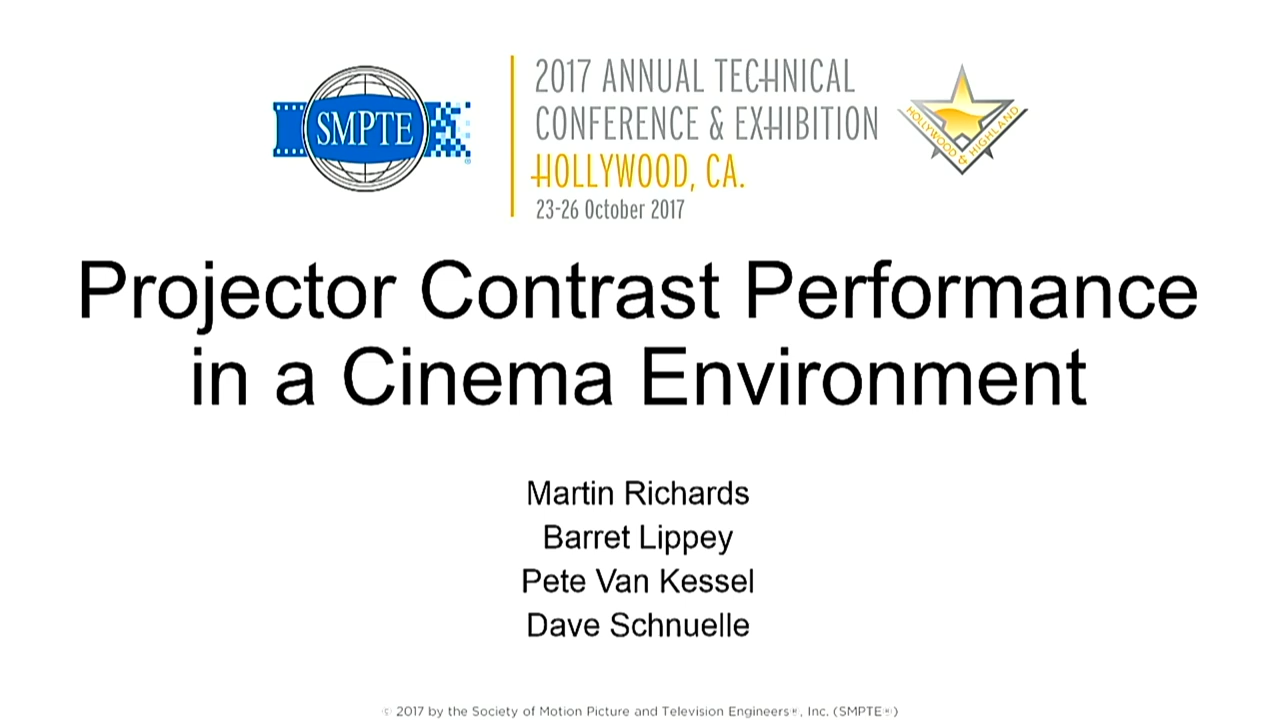 SMPTE
2017 ANNUAL TECHNICAL
CONFERENCE & EXHIBITION
HOLLYWOOD, CA.
23-26 October 2017
HOLLYWOOD & HIGHLAND
Projector Contrast Performance
in a Cinema Environment
Martin Richards
Barret Lippey
Pete Van Kessel
Dave Schnuelle
© 2017 by the Society of Motion Picture and Television Engineers®, Inc. (SMPTE®)